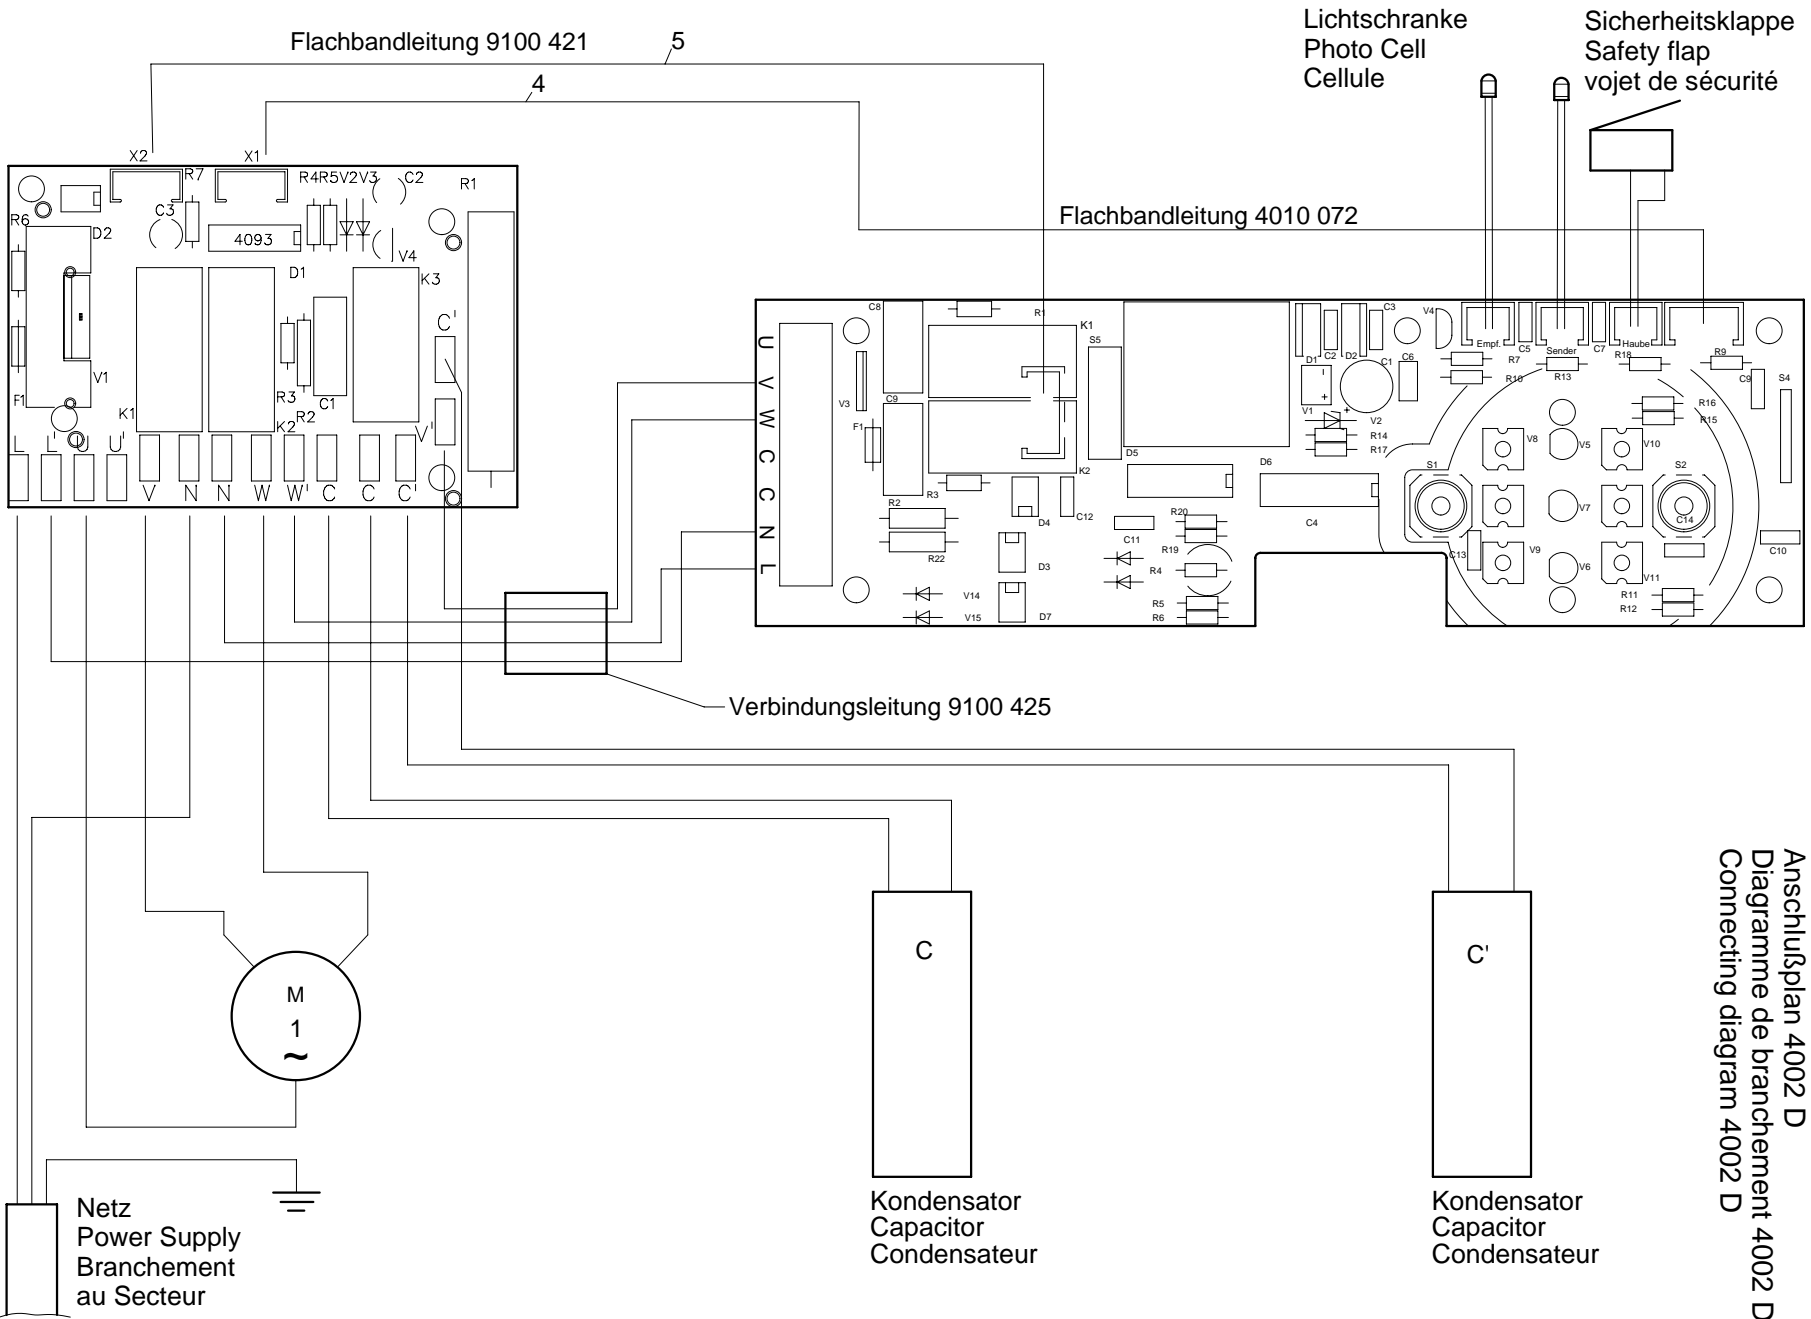 Flachbandleitung 9100 421
5
4
Lichtschranke
Photo Cell
Cellule
Sicherheitsklappe
Safety flap
vojet de sécurité
Flachbandleitung 4010 072
X2
X1
R7
R4R5V2V3
C2
R1
R6
C3
D2
4093
V4
D1
K3
C'
V1
R3
C1
F1
K1
K2
R2
V'
L
L'
U
U'
V
N
N
W
W'
C
C
C'
U
V
W
C
C
N
L
C8
R1
K1
S5
V3
C9
F1
K2
R2
R3
D4
C12
R22
D3
D7
V14
V15
D5
D6
C4
C11
R20
R19
R4
R5
R6
D1
C2
D2
C3
C1
C6
V1
V2
R14
R17
V4
Empf.
C5
Sender
C7
Haube
R18
R7
R10
R13
R9
C9
S4
R16
R15
V8
V5
V10
S1
S2
V7
C14
C13
C10
V9
V6
V11
R11
R12
Verbindungsleitung 9100 425
M
1
~
C
C'
Kondensator
Capacitor
Condensateur
Kondensator
Capacitor
Condensateur
Netz
Power Supply
Branchement
au Secteur
Anschlußplan 4002 D
Diagramme de branchement 4002 D
Connecting diagram 4002 D